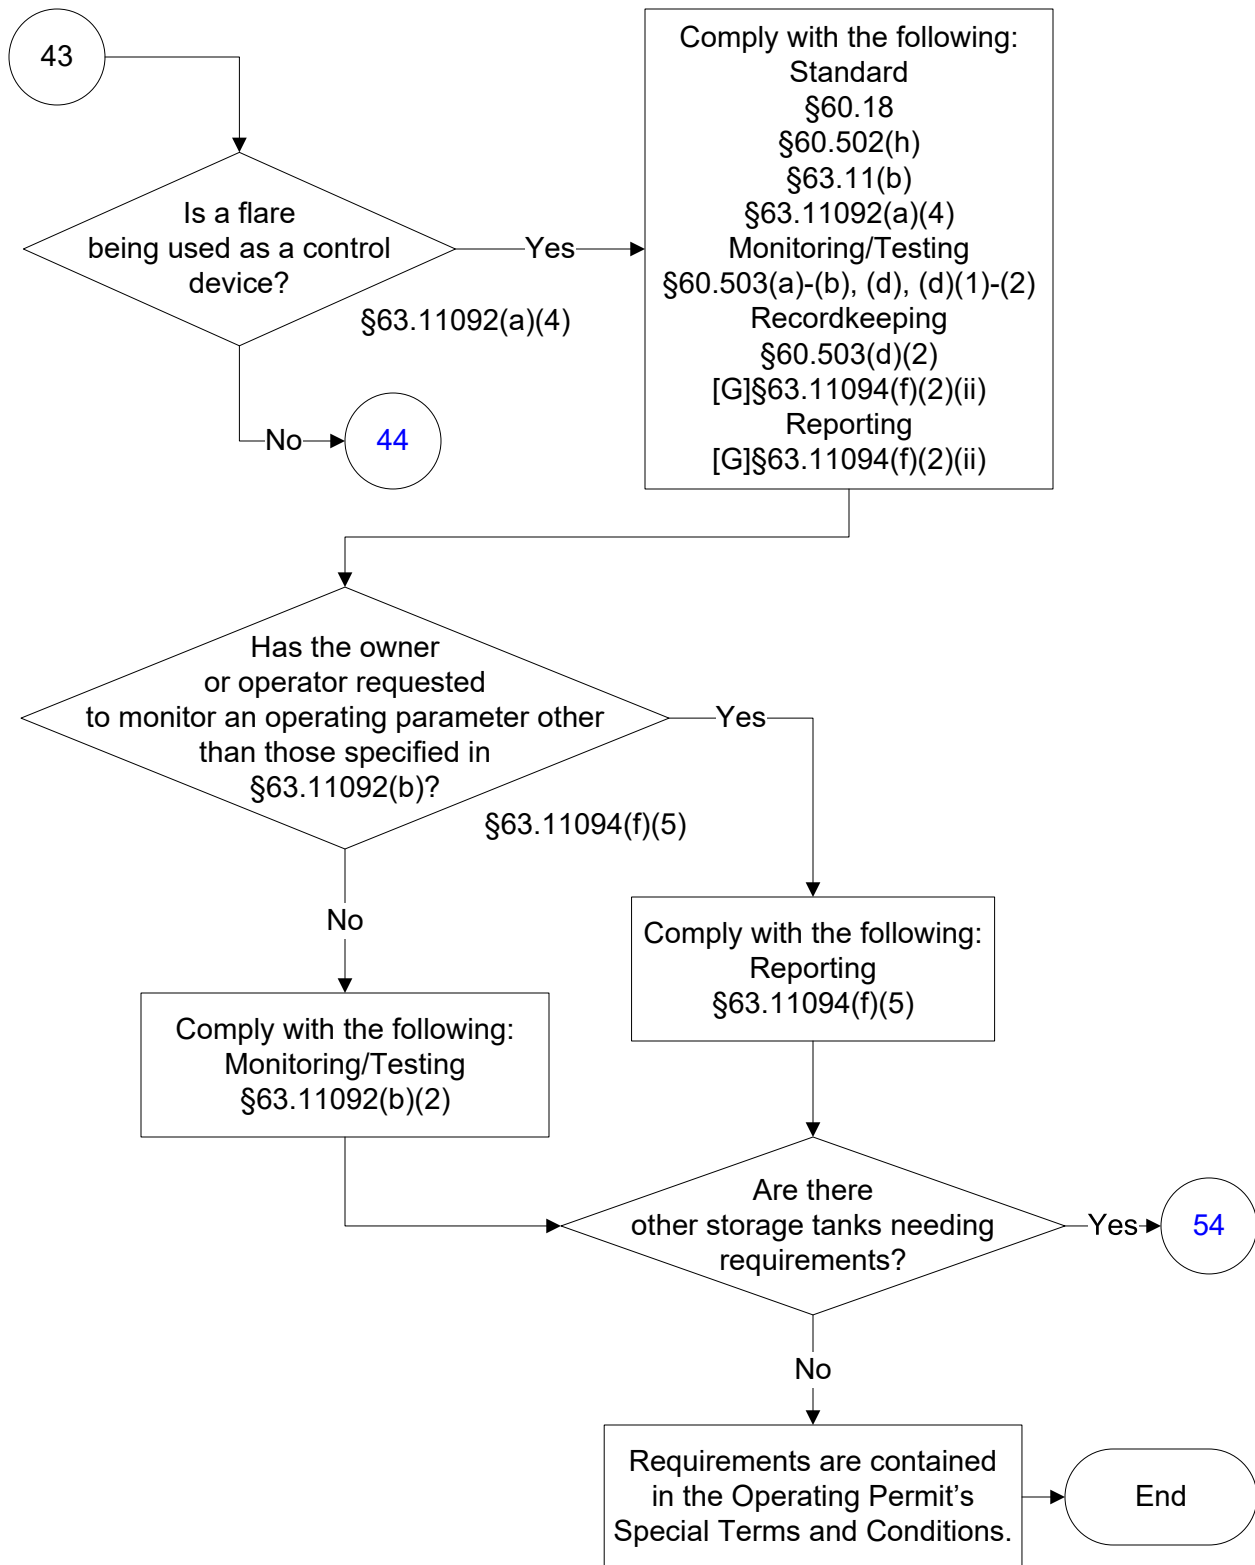 43
Is a flare
being used as a control
device?
§63.11092(a)(4)
Yes
Comply with the following:
Standard
§60.18
§60.502(h)
§63.11(b)
§63.11092(a)(4)
Monitoring/Testing
§60.503(a)-(b), (d), (d)(1)-(2)
Recordkeeping
§60.503(d)(2)
[G]§63.11094(f)(2)(ii)
Reporting
[G]§63.11094(f)(2)(ii)
No
44
Has the owner
or operator requested
to monitor an operating parameter other
than those specified in
§63.11092(b)?
§63.11094(f)(5)
Yes
No
Comply with the following:
Reporting
§63.11094(f)(5)
Comply with the following:
Monitoring/Testing
§63.11092(b)(2)
Are there
other storage tanks needing
requirements?
Yes
54
No
Requirements are contained
in the Operating Permit's
Special Terms and Conditions.
End